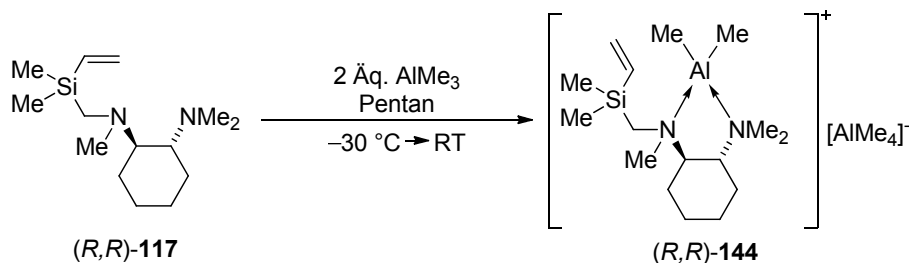 Me
Me
Si
N
Me
NMe2
2 Äq. AlMe3
Pentan
–30 °C → RT
Me
Me
Al
Me
Me
Si
N
Me
NMe2
+
[AlMe4]–
(R,R)-117
(R,R)-144